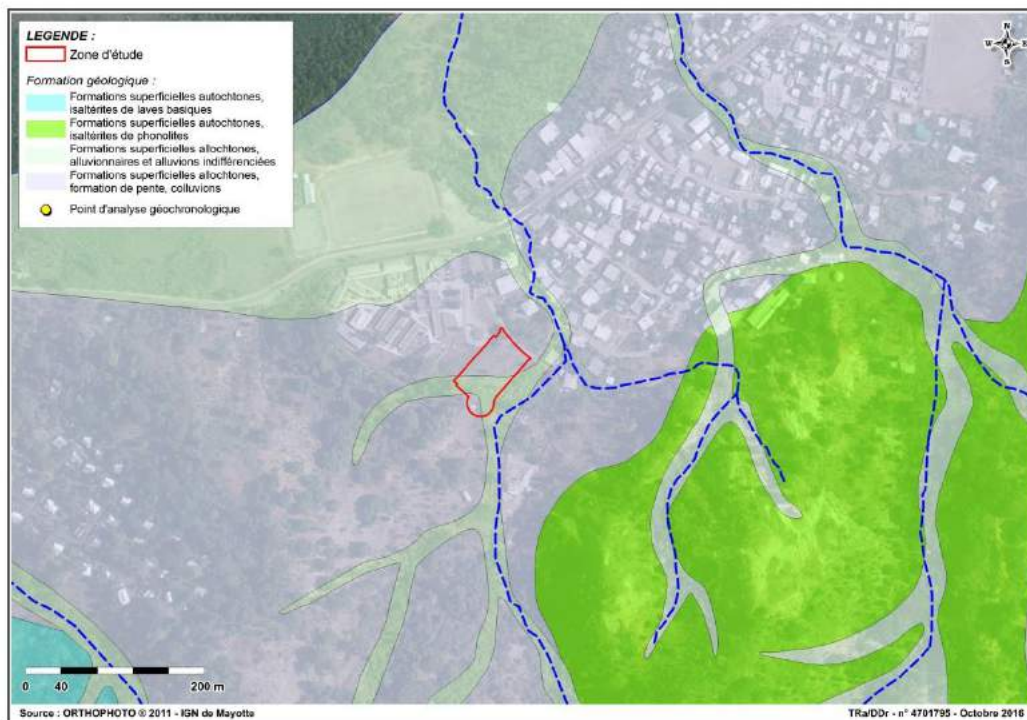 LEGENDE :
Zone d'étude
Formation géologique :
Formations superficielles autochtones,
isaltérites de laves basiques
Formations superficielles autochtones,
isaltérites de phonolites
Formations superficielles allochtones,
alluvionnaires et alluvions indifférenciées
Formations superficielles allochtones,
formation de pente, colluvions
Point d'analyse géochronologique
N
W E
S
0 40 200 m
Source : ORTHOPHOTO © 2011 - IGN de Mayotte
TRa/DDr - n° 4701795 - Octobre 2016